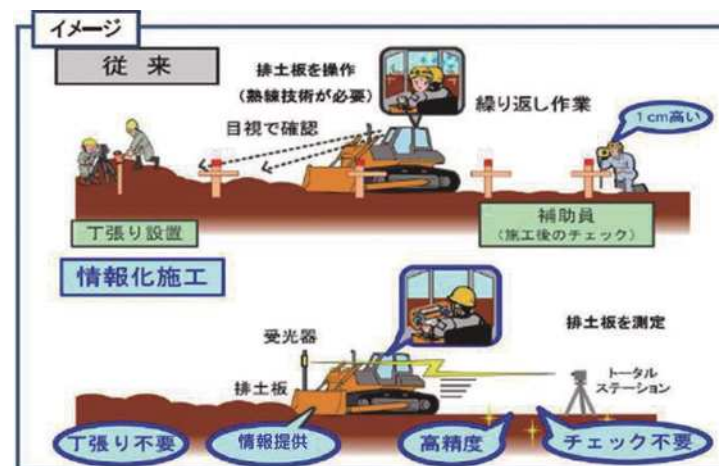 イメージ
従来
排土板を操作
(熟練技術が必要)
繰り返し作業
1cm高い
目視で確認
丁張り設置
補助員
(施工後のチェック)
情報化施工
受光器
排土板を測定
排土板
トータル
ステーション
丁張り不要
情報提供
高精度
チェック不要